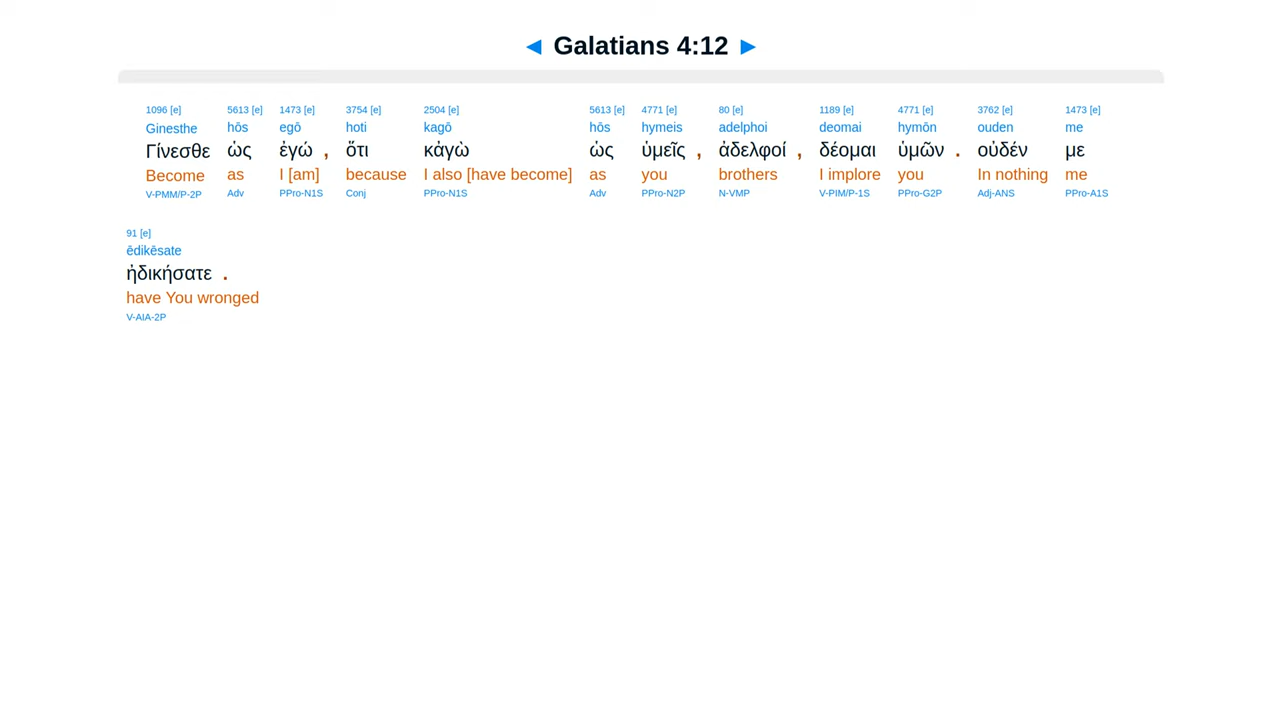 ◄ Galatians 4:12 ►
1096 [e] 5613 [e] 1473 [e] 3754 [e] 2504 [e] 5613 [e] 4771 [e] 80 [e] 1189 [e] 4771 [e] 3762 [e] 1473 [e]
Ginesthe hōs egō hoti kagō hōs hymeis adelphoi deomai hymōn ouden me
Γίνεσθε ὡς ἐγώ , ὅτι κἀγὼ ὡς ὑμεῖς , ἀδελφοί , δέομαι ὑμῶν . οὐδέν με
Become as I [am] because I also [have become] as you brothers I implore you In nothing me
V-PMM/P-2P Adv PPro-N1S Conj PPro-N1S Adv PPro-N2P N-VMP V-PIM/P-1S PPro-G2P Adj-ANS PPro-A1S
91 [e]
ēdikēsate
ἠδικήσατε .
have You wronged
V-AIA-2P